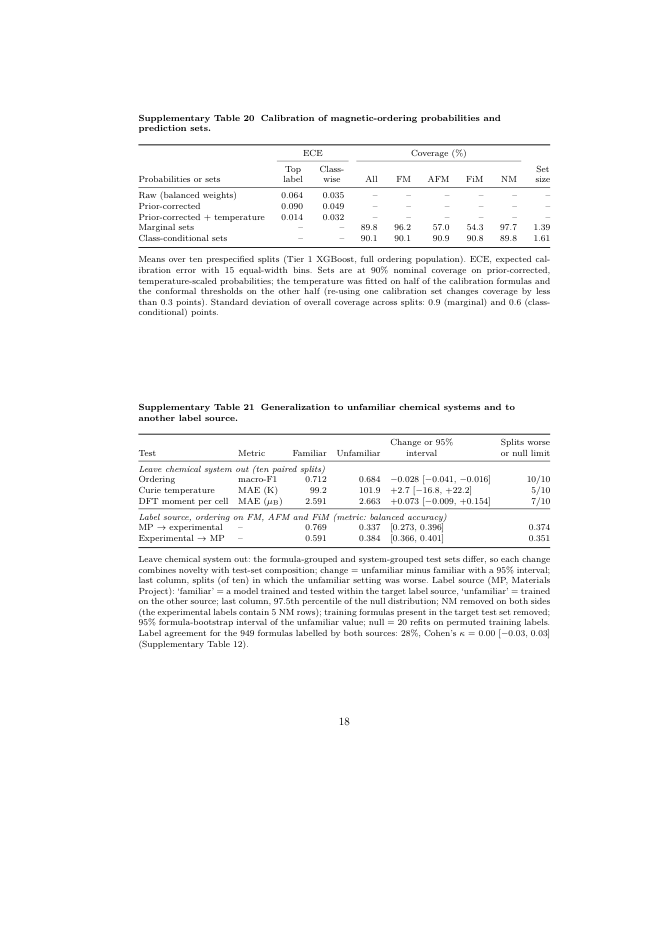 Supplementary Table 20 Calibration of magnetic-ordering probabilities and
prediction sets.
ECE Coverage (%)
Top Class- Set
Probabilities or sets label wise All FM AFM FiM NM size
Raw (balanced weights) 0.064 0.035 – – – – – –
Prior-corrected 0.090 0.049 – – – – – –
Prior-corrected + temperature 0.014 0.032 – – – – – –
Marginal sets – – 89.8 96.2 57.0 54.3 97.7 1.39
Class-conditional sets – – 90.1 90.1 90.9 90.8 89.8 1.61
Means over ten prespecified splits (Tier 1 XGBoost, full ordering population). ECE, expected cal-
ibration error with 15 equal-width bins. Sets are at 90% nominal coverage on prior-corrected,
temperature-scaled probabilities; the temperature was fitted on half of the calibration formulas and
the conformal thresholds on the other half (re-using one calibration set changes coverage by less
than 0.3 points). Standard deviation of overall coverage across splits: 0.9 (marginal) and 0.6 (class-
conditional) points.
Supplementary Table 21 Generalization to unfamiliar chemical systems and to
another label source.
Change or 95% Splits worse
Test Metric Familiar Unfamiliar interval or null limit
Leave chemical system out (ten paired splits)
Ordering macro-F1 0.712 0.684 −0.028 [−0.041, −0.016] 10/10
Curie temperature MAE (K) 99.2 101.9 +2.7 [−16.8, +22.2] 5/10
DFT moment per cell MAE (μB) 2.591 2.663 +0.073 [−0.009, +0.154] 7/10
Label source, ordering on FM, AFM and FiM (metric: balanced accuracy)
MP → experimental – 0.769 0.337 [0.273, 0.396] 0.374
Experimental → MP – 0.591 0.384 [0.366, 0.401] 0.351
Leave chemical system out: the formula-grouped and system-grouped test sets differ, so each change
combines novelty with test-set composition; change = unfamiliar minus familiar with a 95% interval;
last column, splits (of ten) in which the unfamiliar setting was worse. Label source (MP, Materials
Project): ‘familiar’ = a model trained and tested within the target label source, ‘unfamiliar’ = trained
on the other source; last column, 97.5th percentile of the null distribution; NM removed on both sides
(the experimental labels contain 5 NM rows); training formulas present in the target test set removed;
95% formula-bootstrap interval of the unfamiliar value; null = 20 refits on permuted training labels.
Label agreement for the 949 formulas labelled by both sources: 28%, Cohen’s κ = 0.00 [−0.03, 0.03]
(Supplementary Table 12).
18